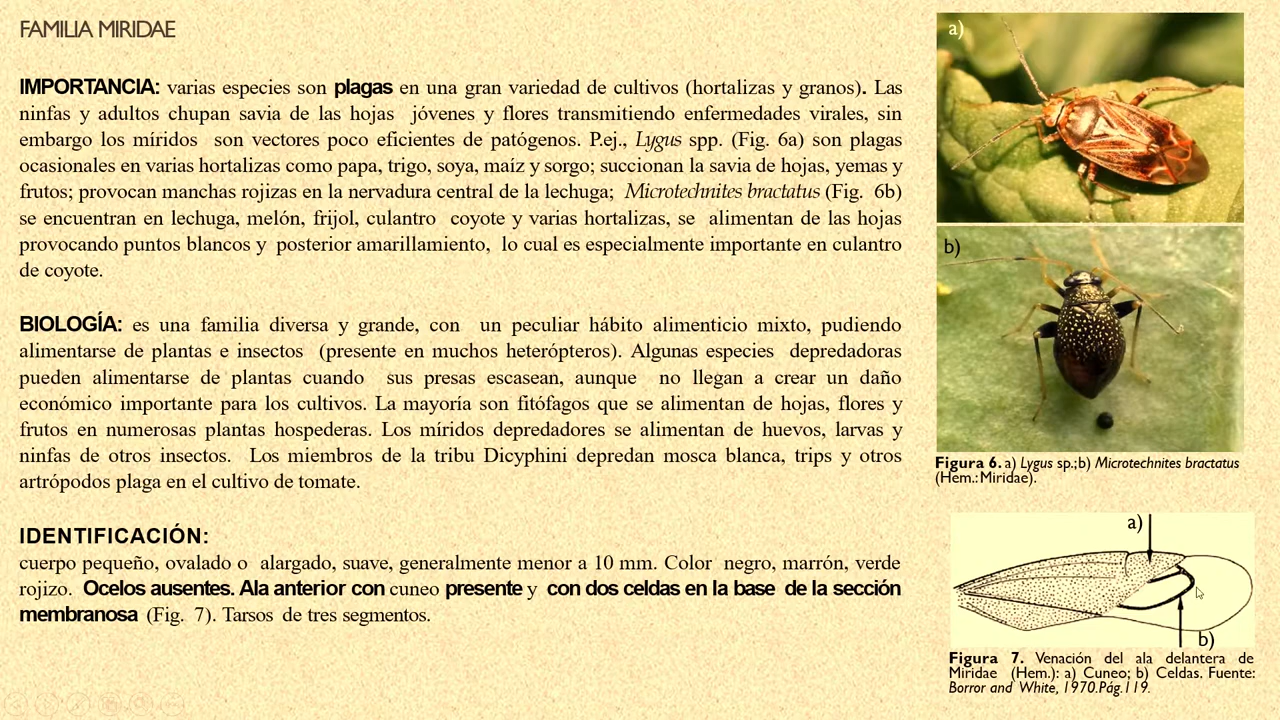 FAMILIA MIRIDAE
IMPORTANCIA: varias especies son plagas en una gran variedad de cultivos (hortalizas y granos). Las
ninfas y adultos chupan savia de las hojas jóvenes y flores transmitiendo enfermedades virales, sin
embargo los míridos son vectores poco eficientes de patógenos. P.ej., Lygus spp. (Fig. 6a) son plagas
ocasionales en varias hortalizas como papa, trigo, soya, maíz y sorgo; succionan la savia de hojas, yemas y
frutos; provocan manchas rojizas en la nervadura central de la lechuga; Microtechnites bractatus (Fig. 6b)
se encuentran en lechuga, melón, frijol, culantro coyote y varias hortalizas, se alimentan de las hojas
provocando puntos blancos y posterior amarillamiento, lo cual es especialmente importante en culantro
de coyote.
BIOLOGÍA: es una familia diversa y grande, con un peculiar hábito alimenticio mixto, pudiendo
alimentarse de plantas e insectos (presente en muchos heterópteros). Algunas especies depredadoras
pueden alimentarse de plantas cuando sus presas escasean, aunque no llegan a crear un daño
económico importante para los cultivos. La mayoría son fitófagos que se alimentan de hojas, flores y
frutos en numerosas plantas hospederas. Los míridos depredadores se alimentan de huevos, larvas y
ninfas de otros insectos. Los miembros de la tribu Dicyphini depredan mosca blanca, trips y otros
artrópodos plaga en el cultivo de tomate.
IDENTIFICACIÓN:
cuerpo pequeño, ovalado o alargado, suave, generalmente menor a 10 mm. Color negro, marrón, verde
rojizo. Ocelos ausentes. Ala anterior con cuneo presente y con dos celdas en la base de la sección
membranosa (Fig. 7). Tarsos de tres segmentos.
a)
b)
Figura 6. a) Lygus sp.; b) Microtechnites bractatus
(Hem.: Miridae).
a)
b)
Figura 7. Venación del ala delantera de
Miridae (Hem.): a) Cuneo; b) Celdas. Fuente:
Borror and White, 1970.Pág.119.